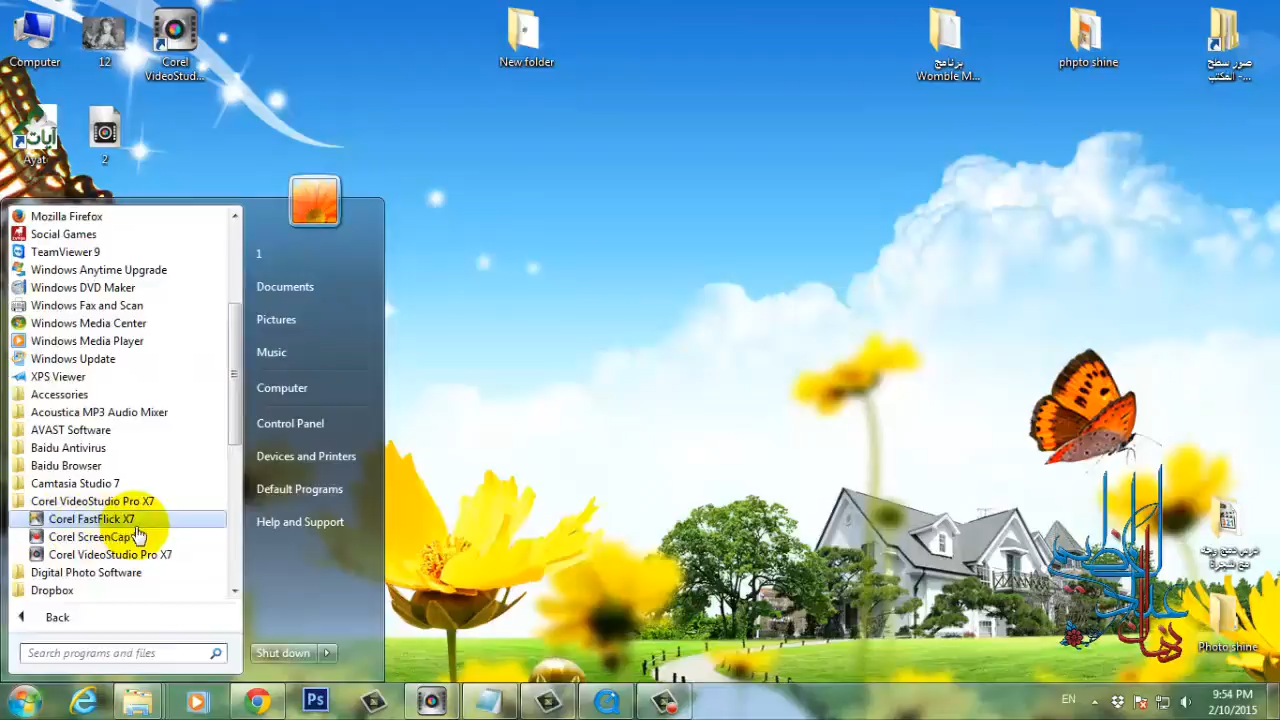 Computer
12
Corel
VideoStud...
New folder
برنامج
Womble M...
phpto shine
صور سطح
المكتب - ...
آيات
Ayat
2
Mozilla Firefox
Social Games
TeamViewer 9
Windows Anytime Upgrade
Windows DVD Maker
Windows Fax and Scan
Windows Media Center
Windows Media Player
Windows Update
XPS Viewer
Accessories
Acoustica MP3 Audio Mixer
AVAST Software
Baidu Antivirus
Baidu Browser
Camtasia Studio 7
Corel VideoStudio Pro X7
Corel FastFlick X7
Corel ScreenCap
Corel VideoStudio Pro X7
Digital Photo Software
Dropbox
Back
Search programs and files
1
Documents
Pictures
Music
Computer
Control Panel
Devices and Printers
Default Programs
Help and Support
Shut down
Photo shine
Ps
EN
9:54 PM
2/10/2015